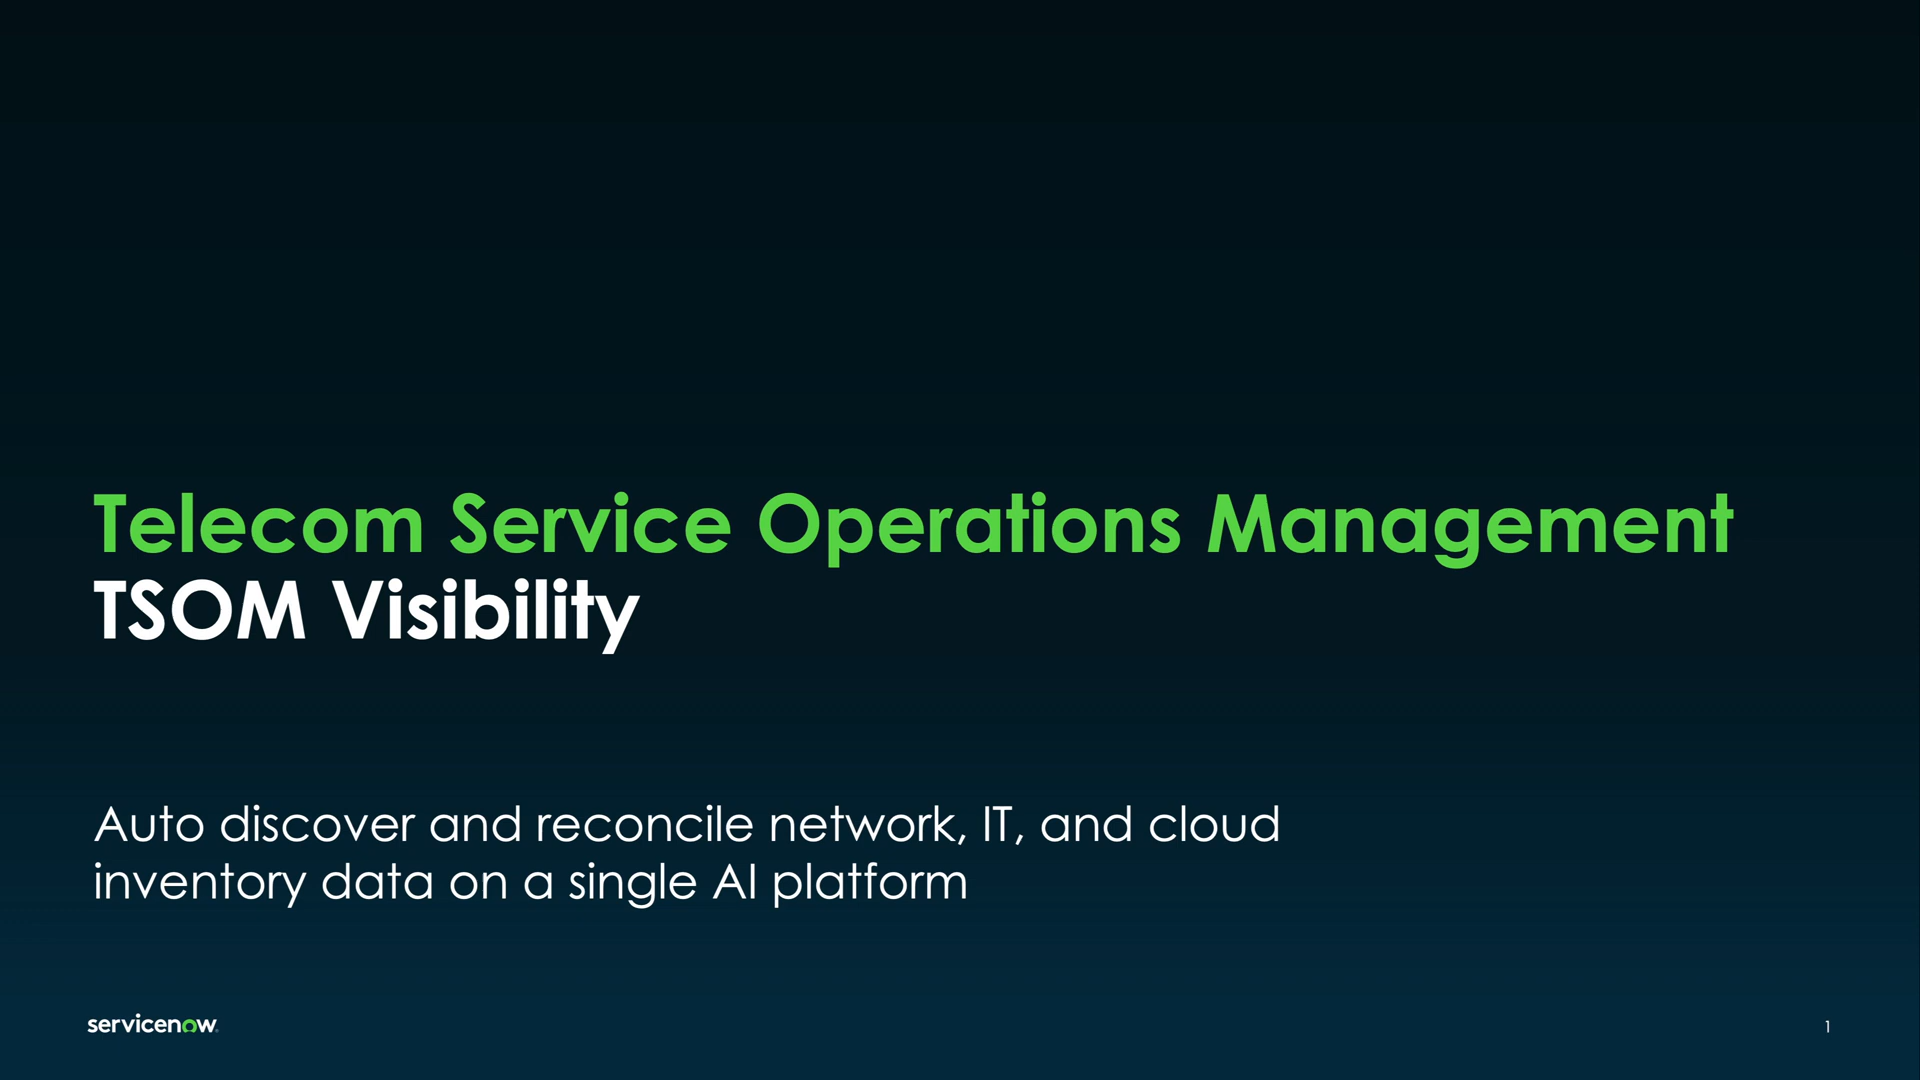 Telecom Service Operations Management
TSOM Visibility
Auto discover and reconcile network, IT, and cloud
inventory data on a single AI platform
servicenow
1